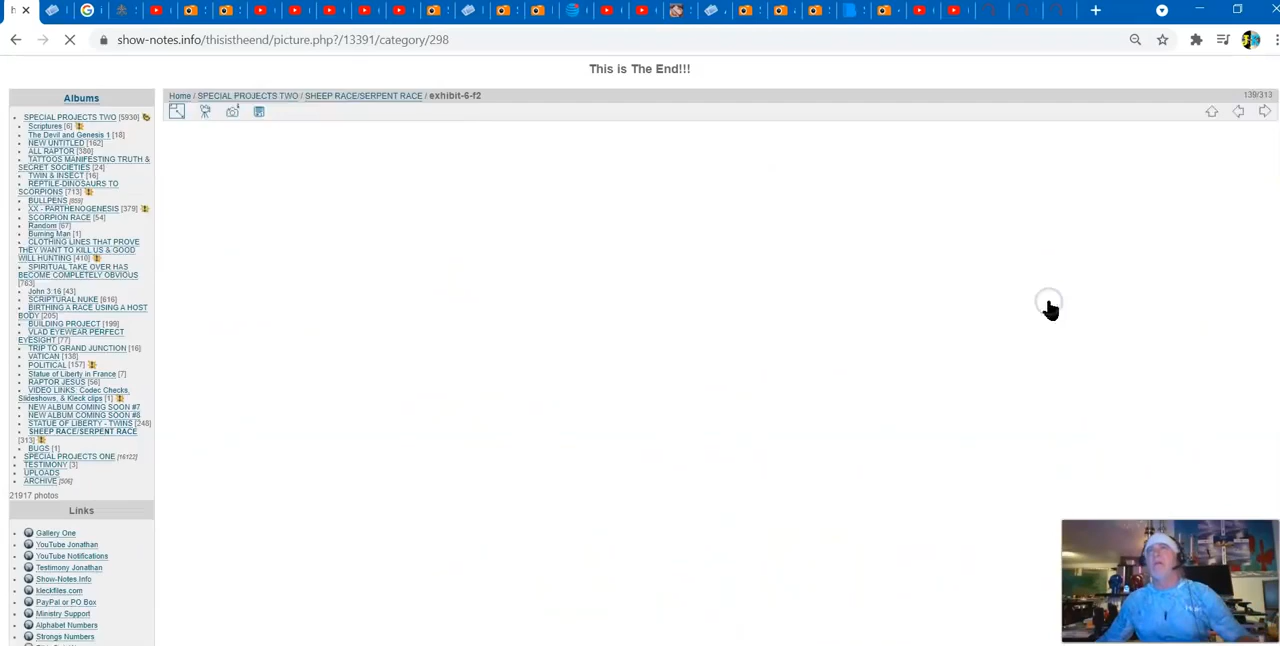 h
show-notes.info/thisistheend/picture.php?/13391/category/298
This is The End!!!
Albums
Home / SPECIAL PROJECTS TWO / SHEEP RACE/SERPENT RACE / exhibit-6-f2
139/313
SPECIAL PROJECTS TWO [5930]
Scriptures [6]
The Devil and Genesis 1 [18]
NEW UNTITLED [162]
ALL RAPTOR [380]
TATTOOS MANIFESTING TRUTH &
SECRET SOCIETIES [24]
TWIN & INSECT [16]
REPTILE-DINOSAURS TO
SCORPIONS [713]
BULLPENS [859]
XX - PARTHENOGENESIS [379]
SCORPION RACE [54]
Random [67]
Burning Man [1]
CLOTHING LINES THAT PROVE
THEY WANT TO KILL US & GOOD
WILL HUNTING [410]
SPIRITUAL TAKE OVER HAS
BECOME COMPLETELY OBVIOUS
[763]
John 3:16 [43]
SCRIPTURAL NUKE [616]
BIRTHING A RACE USING A HOST
BODY [205]
BUILDING PROJECT [199]
VLAD EYEWEAR PERFECT
EYESIGHT [77]
TRIP TO GRAND JUNCTION [16]
VATICAN [138]
POLITICAL [157]
Statue of Liberty in France [7]
RAPTOR JESUS [56]
VIDEO LINKS: Codec Checks,
Slideshows, & Kleck clips [1]
NEW ALBUM COMING SOON #7
NEW ALBUM COMING SOON #8
STATUE OF LIBERTY - TWINS [248]
SHEEP RACE/SERPENT RACE
[313]
BUGS [1]
SPECIAL PROJECTS ONE [16122]
TESTIMONY [3]
UPLOADS
ARCHIVE [506]
21917 photos
Links
Gallery One
YouTube Jonathan
YouTube Notifications
Testimony Jonathan
Show-Notes.Info
kleckfiles.com
PayPal or PO Box
Ministry Support
Alphabet Numbers
Strongs Numbers